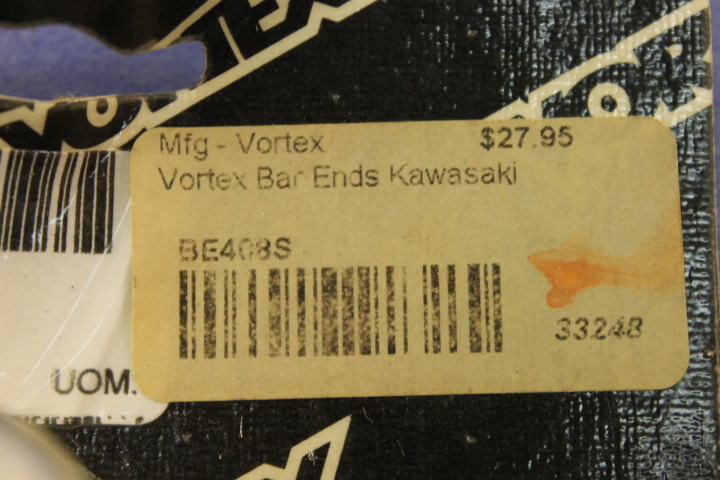 Mfg - Vortex $27.95
Vortex Bar Ends Kawasaki
BE408S
33248
UOM.